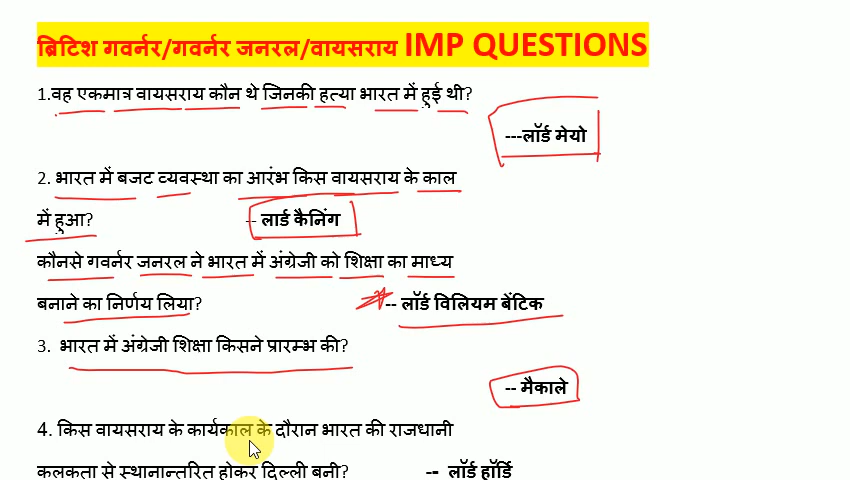 ब्रिटिश गवर्नर/गवर्नर जनरल/वायसराय IMP QUESTIONS
1.वह एकमात्र वायसराय कौन थे जिनकी हत्या भारत में हुई थी?
---लॉर्ड मेयो
2. भारत में बजट व्यवस्था का आरंभ किस वायसराय के काल
में हुआ? -- लार्ड कैनिंग
कौनसे गवर्नर जनरल ने भारत में अंग्रेजी को शिक्षा का माध्य
बनाने का निर्णय लिया? -- लॉर्ड विलियम बेंटिक
3. भारत में अंग्रेजी शिक्षा किसने प्रारम्भ की?
-- मैकाले
4. किस वायसराय के कार्यकाल के दौरान भारत की राजधानी
कलकता से स्थानान्तरित होकर दिल्ली बनी? -- लॉर्ड हॉर्डि